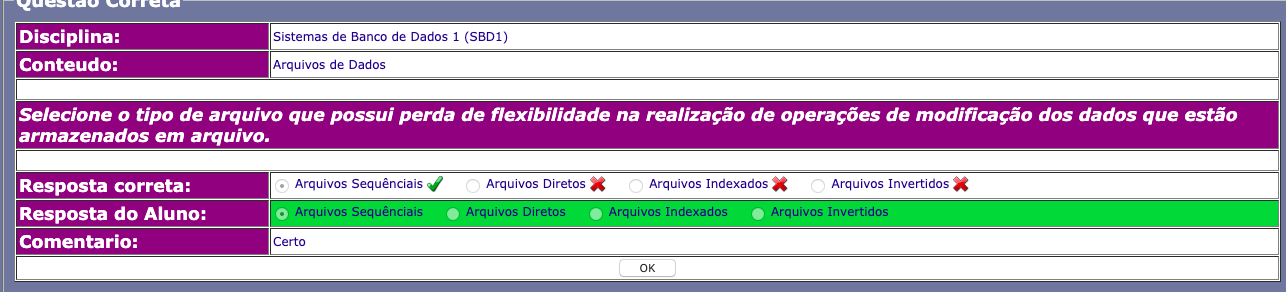 Questão Correta
Disciplina: Sistemas de Banco de Dados 1 (SBD1)
Conteudo: Arquivos de Dados
Selecione o tipo de arquivo que possui perda de flexibilidade na realização de operações de modificação dos dados que estão
armazenados em arquivo.
Resposta correta: Arquivos Sequênciais Arquivos Diretos Arquivos Indexados Arquivos Invertidos
Resposta do Aluno: Arquivos Sequênciais Arquivos Diretos Arquivos Indexados Arquivos Invertidos
Comentario: Certo
OK